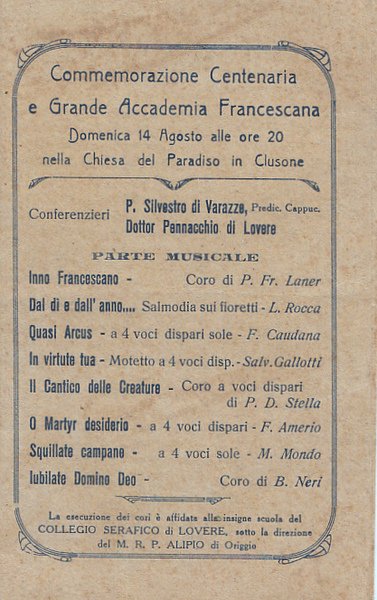 Commemorazione Centenaria
e Grande Accademia Francescana
Domenica 14 Agosto alle ore 20
nella Chiesa del Paradiso in Clusone
Conferenzieri P. Silvestro di Varazze, Predic. Cappuc.
Dottor Pennacchio di Lovere
PARTE MUSICALE
Inno Francescano - Coro di P. Fr. Laner
Dal dì e dall' anno.... Salmodia sui fioretti - L. Rocca
Quasi Arcus - a 4 voci dispari sole - F. Caudana
In virtute tua - Motetto a 4 voci disp. - Salv. Gallotti
Il Cantico delle Creature - Coro a voci dispari
di P. D. Stella
O Martyr desiderio - a 4 voci dispari - F. Amerio
Squillate campane - a 4 voci sole - M. Mondo
Iubilate Domino Deo - Coro di B. Neri
La esecuzione dei cori è affidata alla insigne scuola del
COLLEGIO SERAFICO di LOVERE, sotto la direzione
del M. R. P. ALIPIO di Origgio